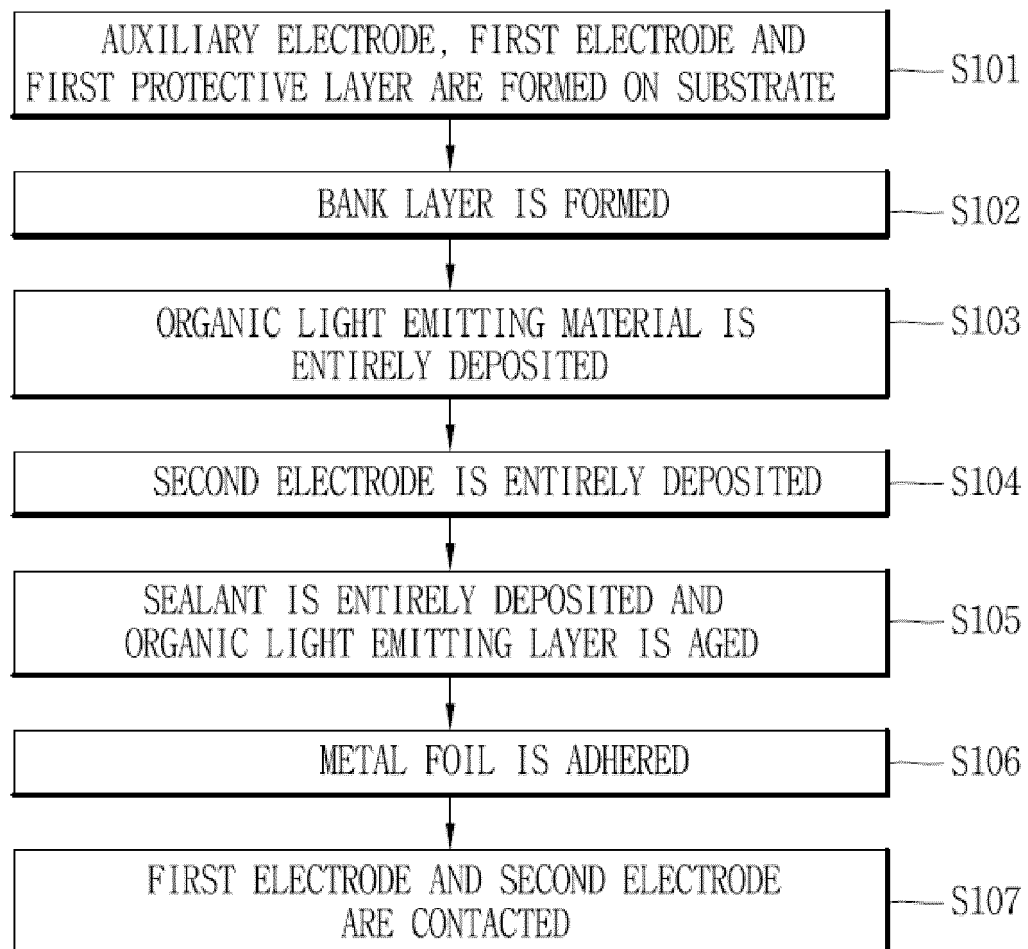 AUXILIARY ELECTRODE, FIRST ELECTRODE AND
FIRST PROTECTIVE LAYER ARE FORMED ON SUBSTRATE
S101
BANK LAYER IS FORMED
S102
ORGANIC LIGHT EMITTING MATERIAL IS
ENTIRELY DEPOSITED
S103
SECOND ELECTRODE IS ENTIRELY DEPOSITED
S104
SEALANT IS ENTIRELY DEPOSITED AND
ORGANIC LIGHT EMITTING LAYER IS AGED
S105
METAL FOIL IS ADHERED
S106
FIRST ELECTRODE AND SECOND ELECTRODE
ARE CONTACTED
S107